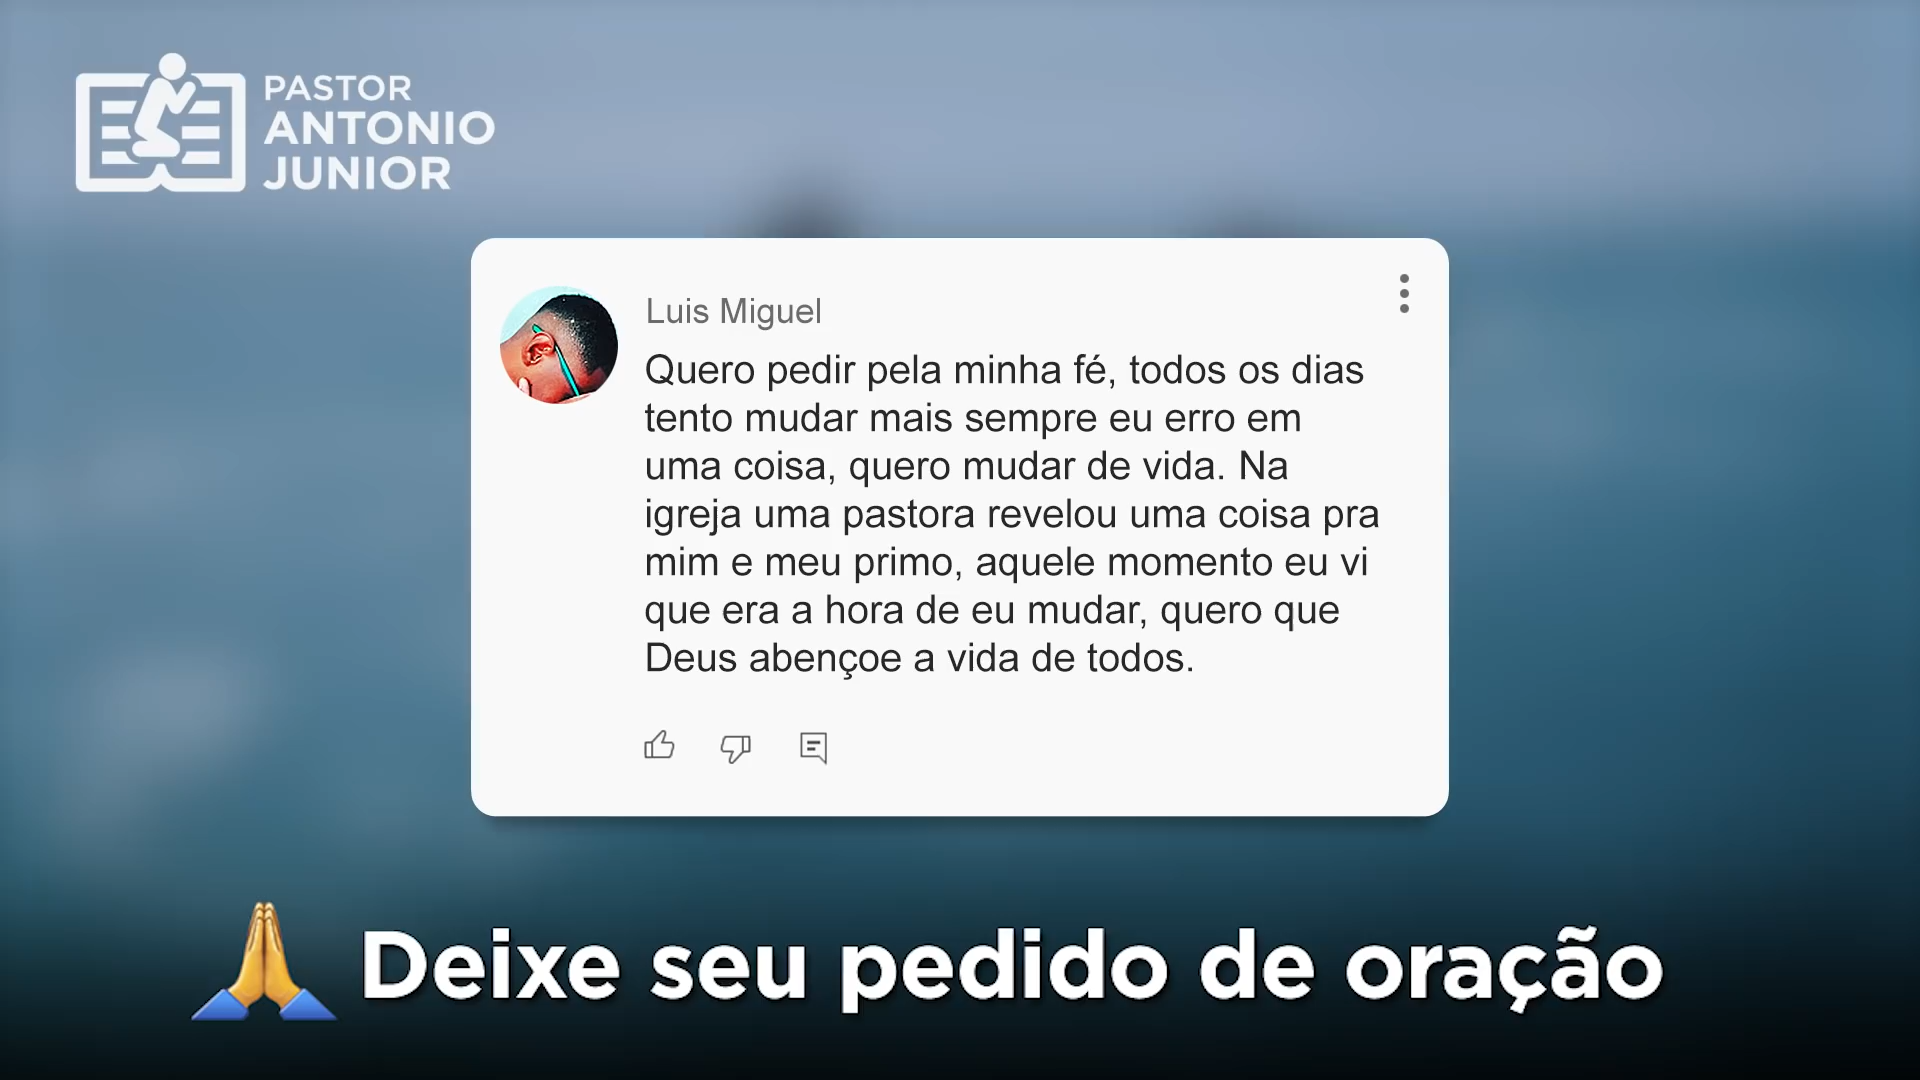 PASTOR
ANTONIO
JUNIOR
Luis Miguel
Quero pedir pela minha fé, todos os dias
tento mudar mais sempre eu erro em
uma coisa, quero mudar de vida. Na
igreja uma pastora revelou uma coisa pra
mim e meu primo, aquele momento eu vi
que era a hora de eu mudar, quero que
Deus abençoe a vida de todos.
🙏 Deixe seu pedido de oração